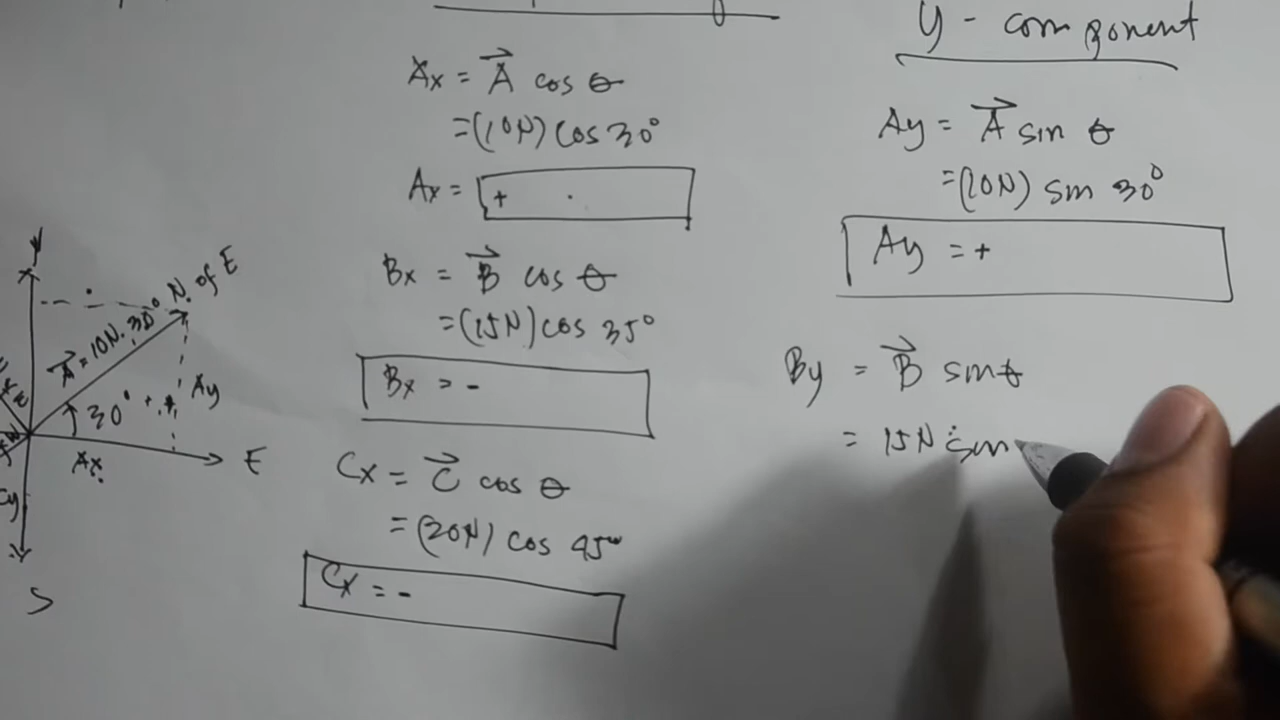 y - component
Ax = A cos θ
=(10N) cos 30°
Ax = +
Bx = B cos θ
=(15N) cos 35°
Bx = -
Cx = C cos θ
=(20N) cos 45°
Cx = -
Ay = A sin θ
=(10N) sin 30°
Ay = +
By = B sin θ
= 15N sin
y
A = 10N, 30° N of E
30°
Ay
Ax
E
Cy
S